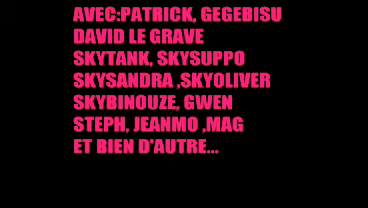 AVEC:PATRICK, GEGEBISU
DAVID LE GRAVE
SKYTANK, SKYSUPPO
SKYSANDRA ,SKYOLIVER
SKYBINOUZE, GWEN
STEPH, JEANMO ,MAG
ET BIEN D'AUTRE...